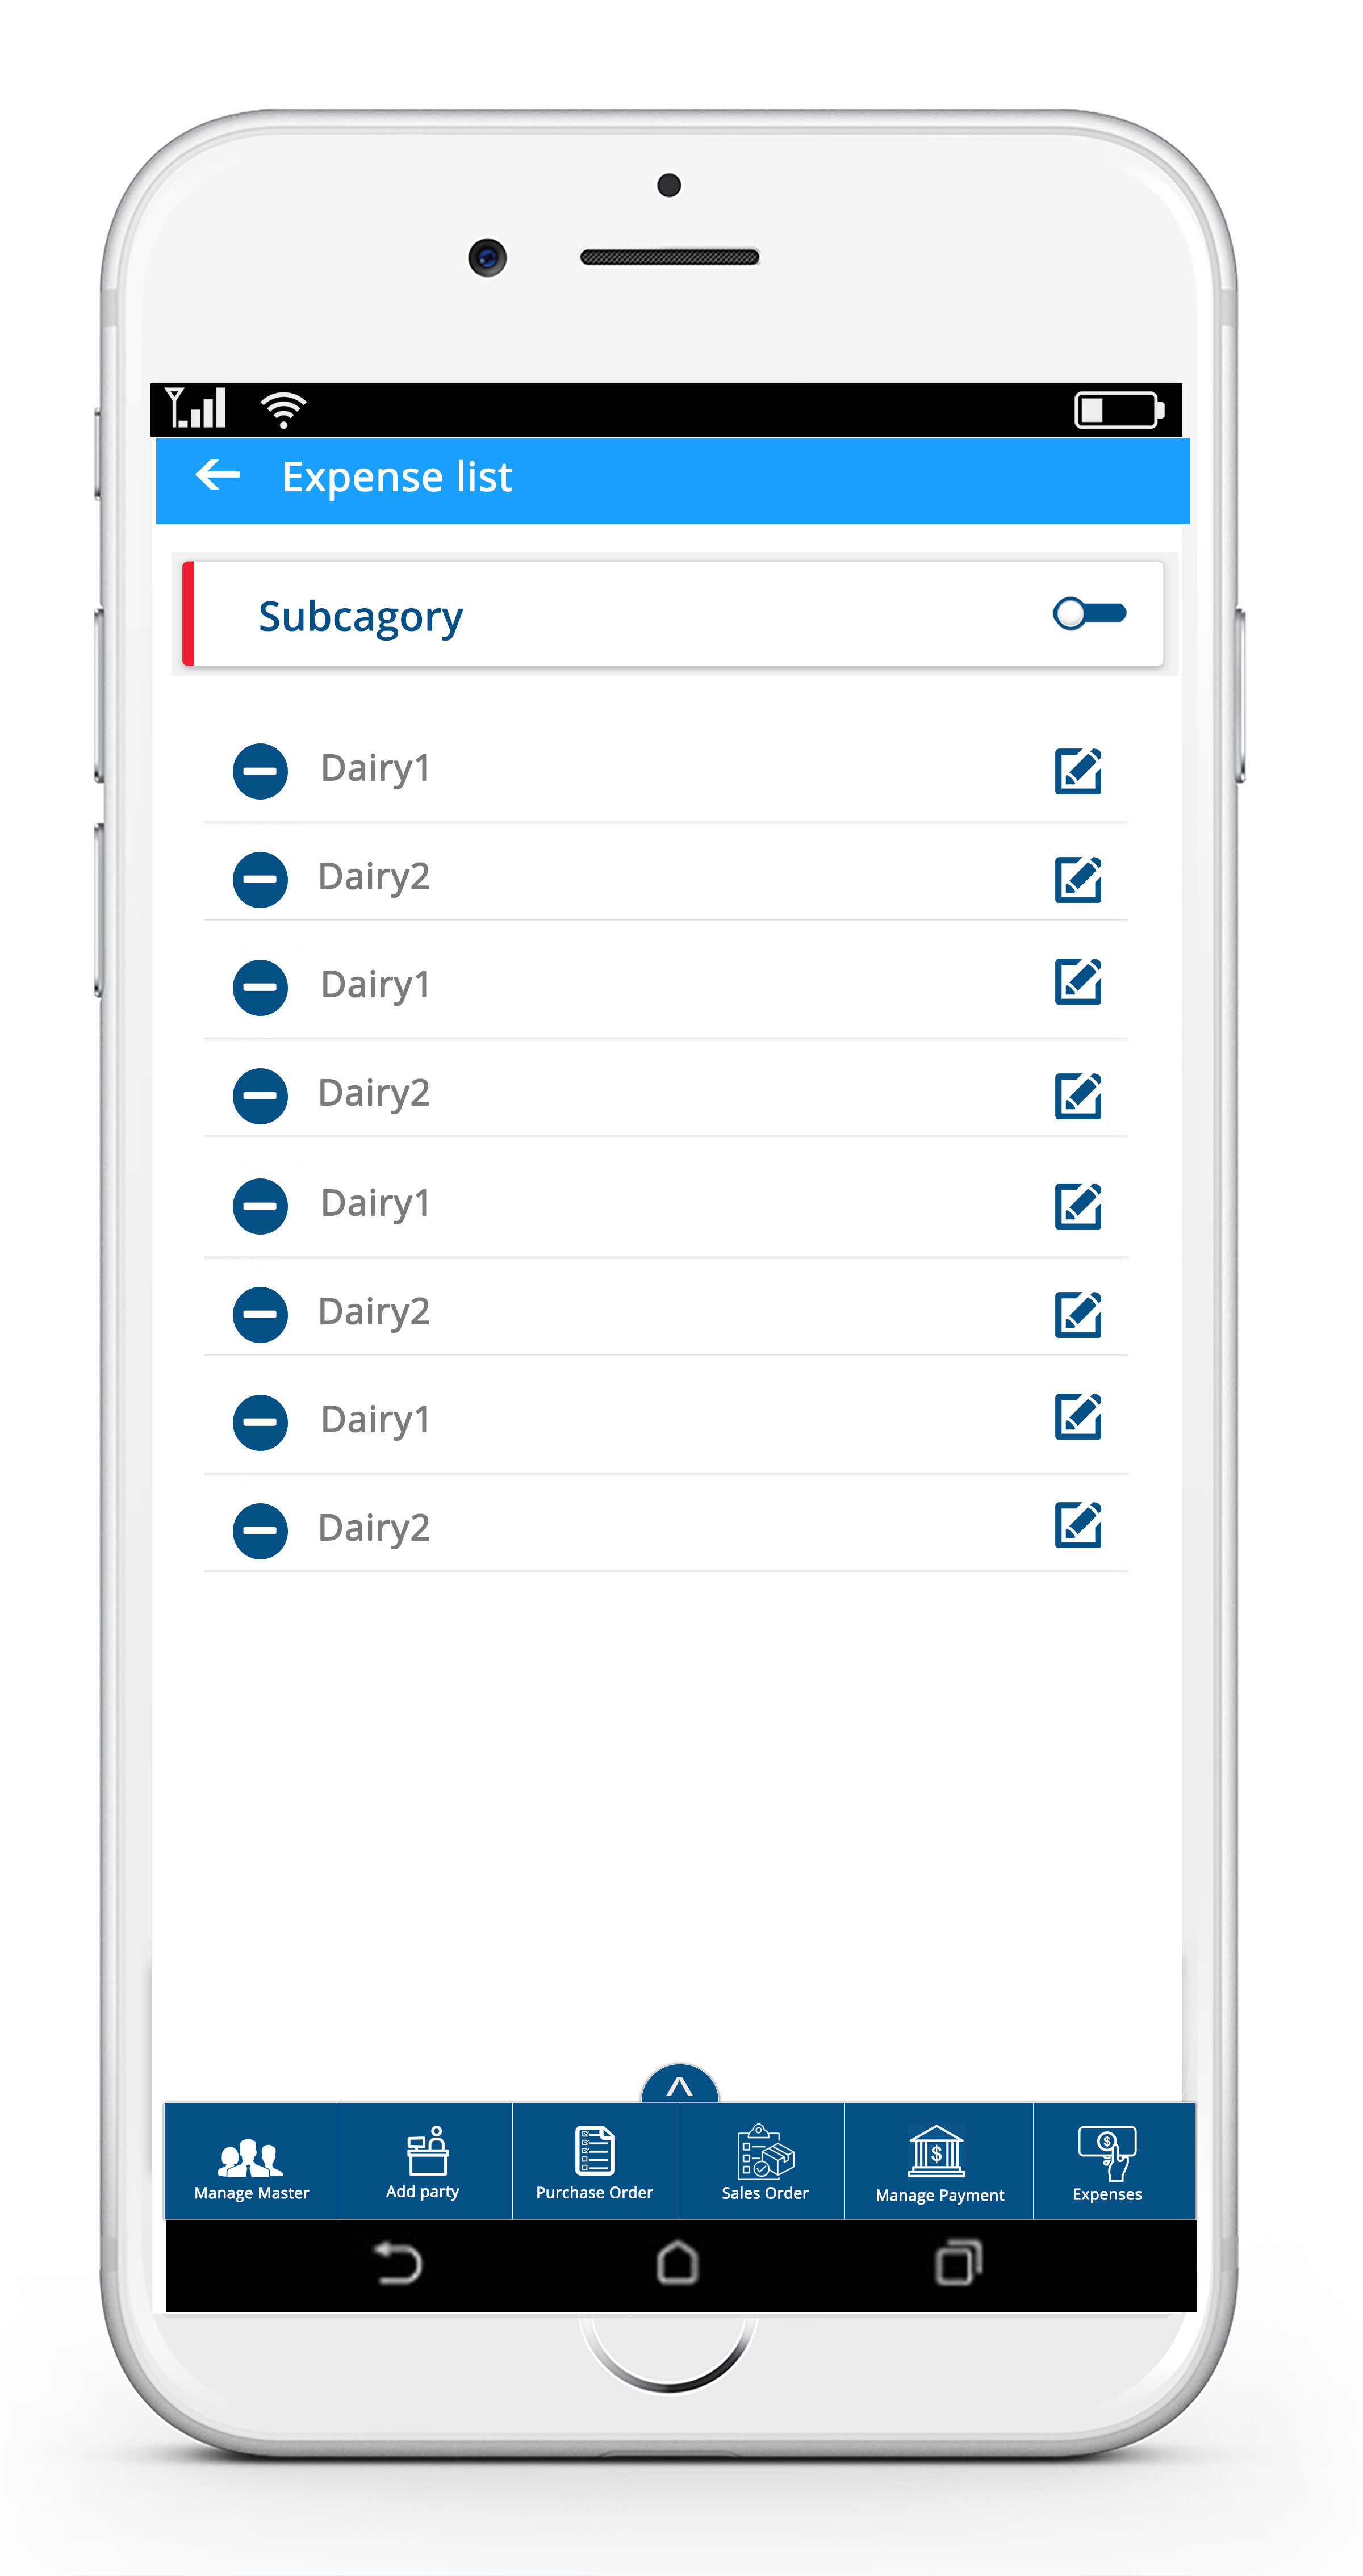 Expense list
Subcagory
Dairy1
Dairy2
Dairy1
Dairy2
Dairy1
Dairy2
Dairy1
Dairy2
^
Manage Master
Add party
Purchase Order
Sales Order
Manage Payment
Expenses